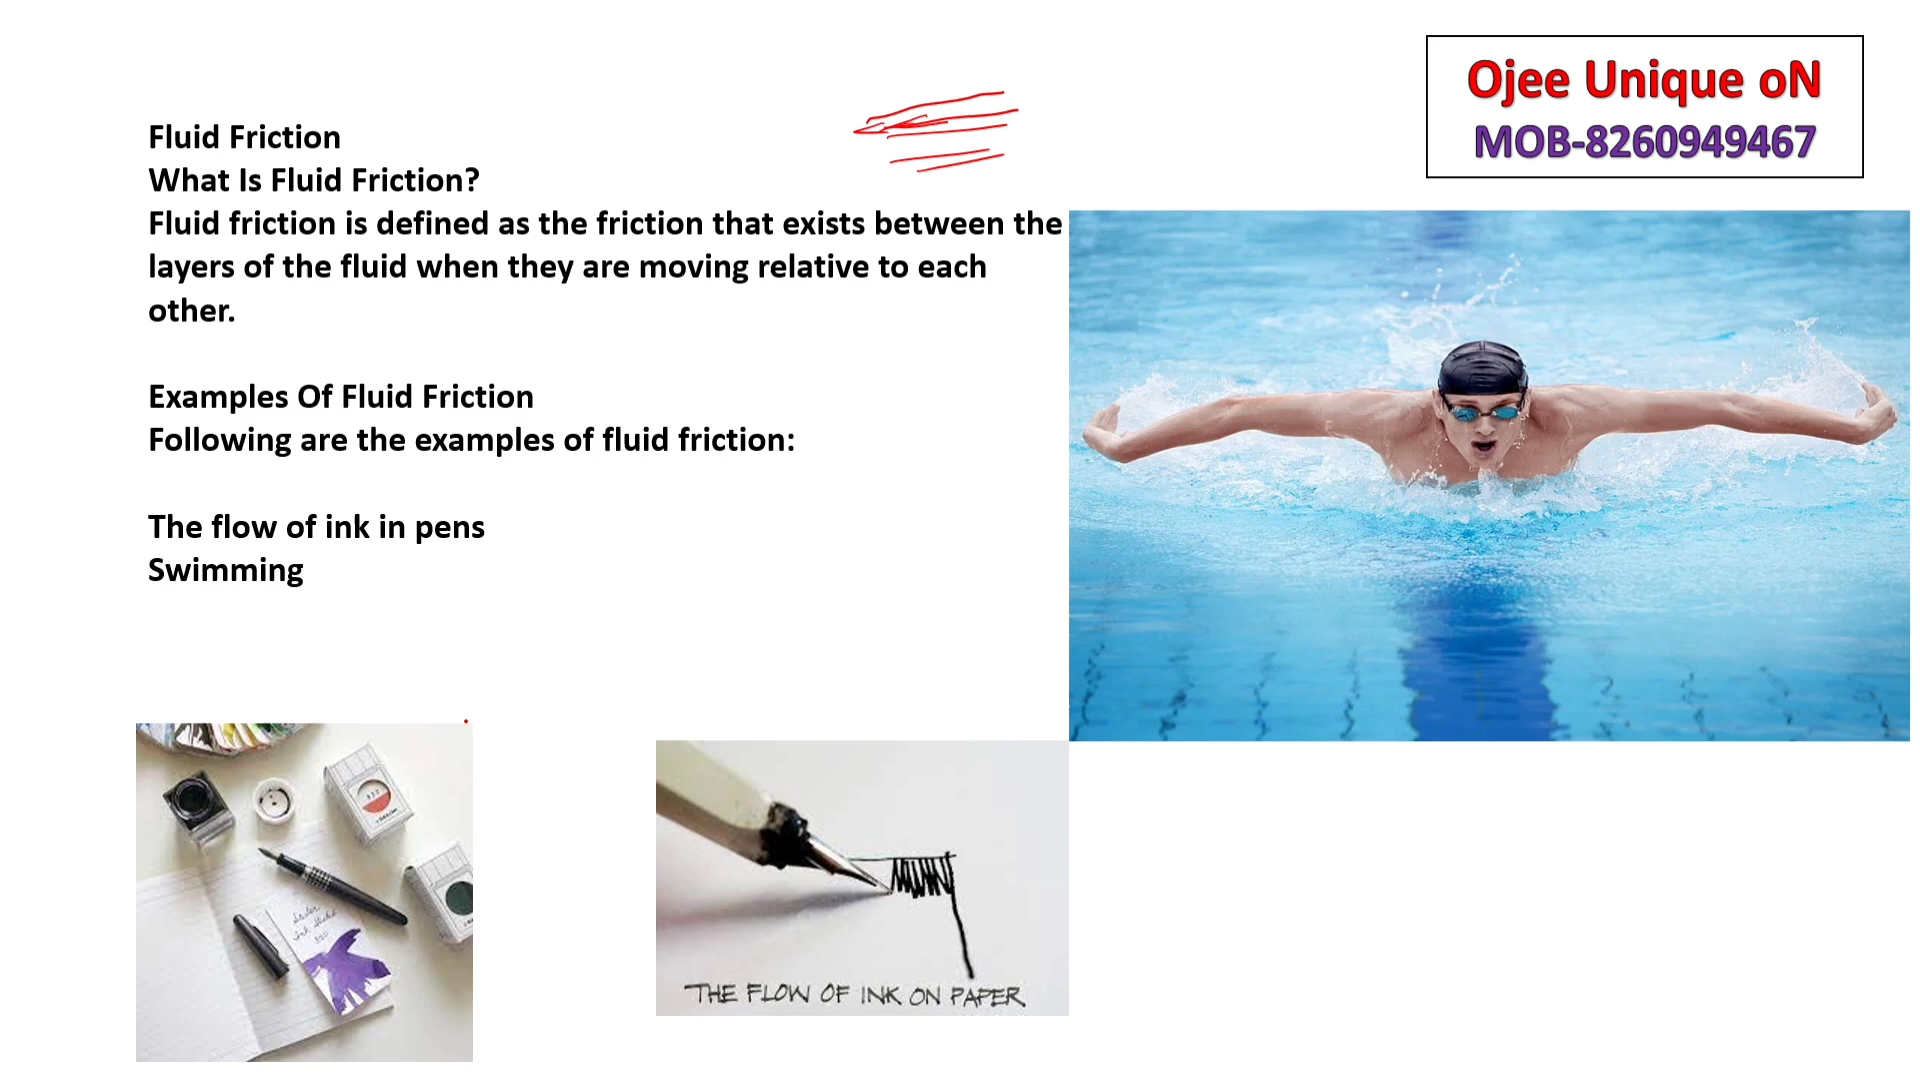 Ojee Unique oN
MOB-8260949467
Fluid Friction
What Is Fluid Friction?
Fluid friction is defined as the friction that exists between the
layers of the fluid when they are moving relative to each
other.
Examples Of Fluid Friction
Following are the examples of fluid friction:
The flow of ink in pens
Swimming
THE FLOW OF INK ON PAPER